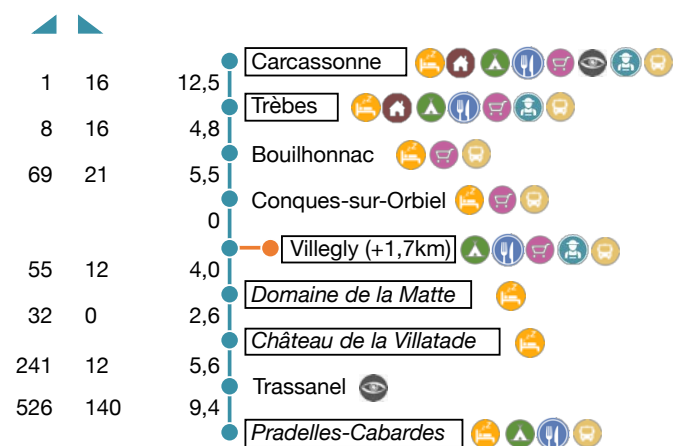 Carcassonne
1 16 12,5
Trèbes
8 16 4,8
Bouilhonnac
69 21 5,5
Conques-sur-Orbiel
0
Villegly (+1,7km)
55 12 4,0
Domaine de la Matte
32 0 2,6
Château de la Villatade
241 12 5,6
Trassanel
526 140 9,4
Pradelles-Cabardes